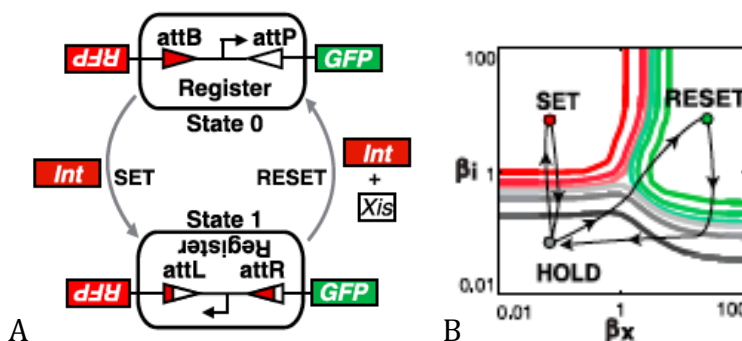 attB attP
RFP GFP
Register
State 0
Int SET RESET Int
+
Xis
State 1
Register
attL attR
RFP GFP
A
B
100
SET RESET
βi 1
HOLD
0.01
0.01 1 100
βx